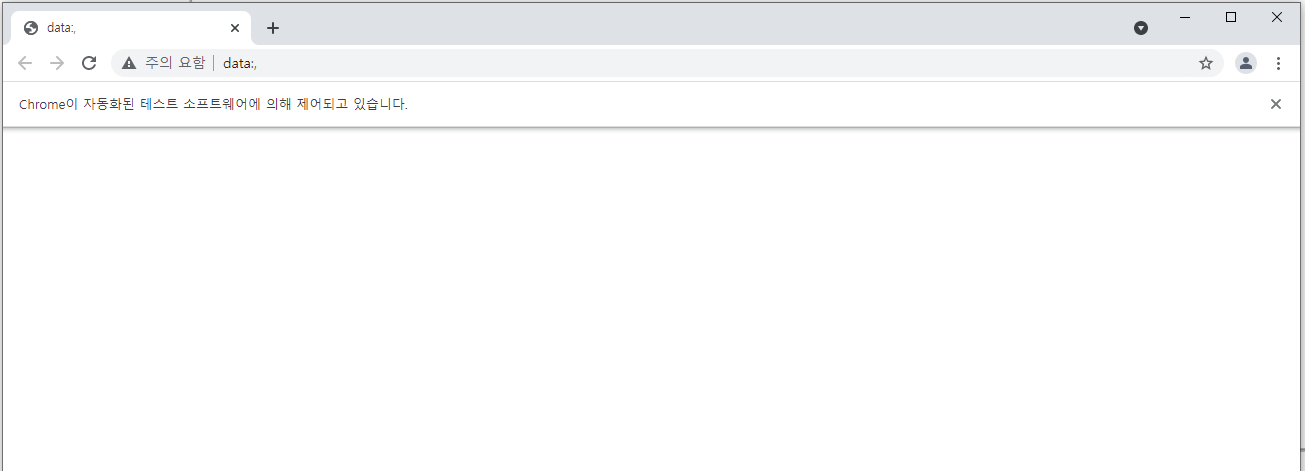 data:,
주의 요함 data:,
Chrome이 자동화된 테스트 소프트웨어에 의해 제어되고 있습니다.